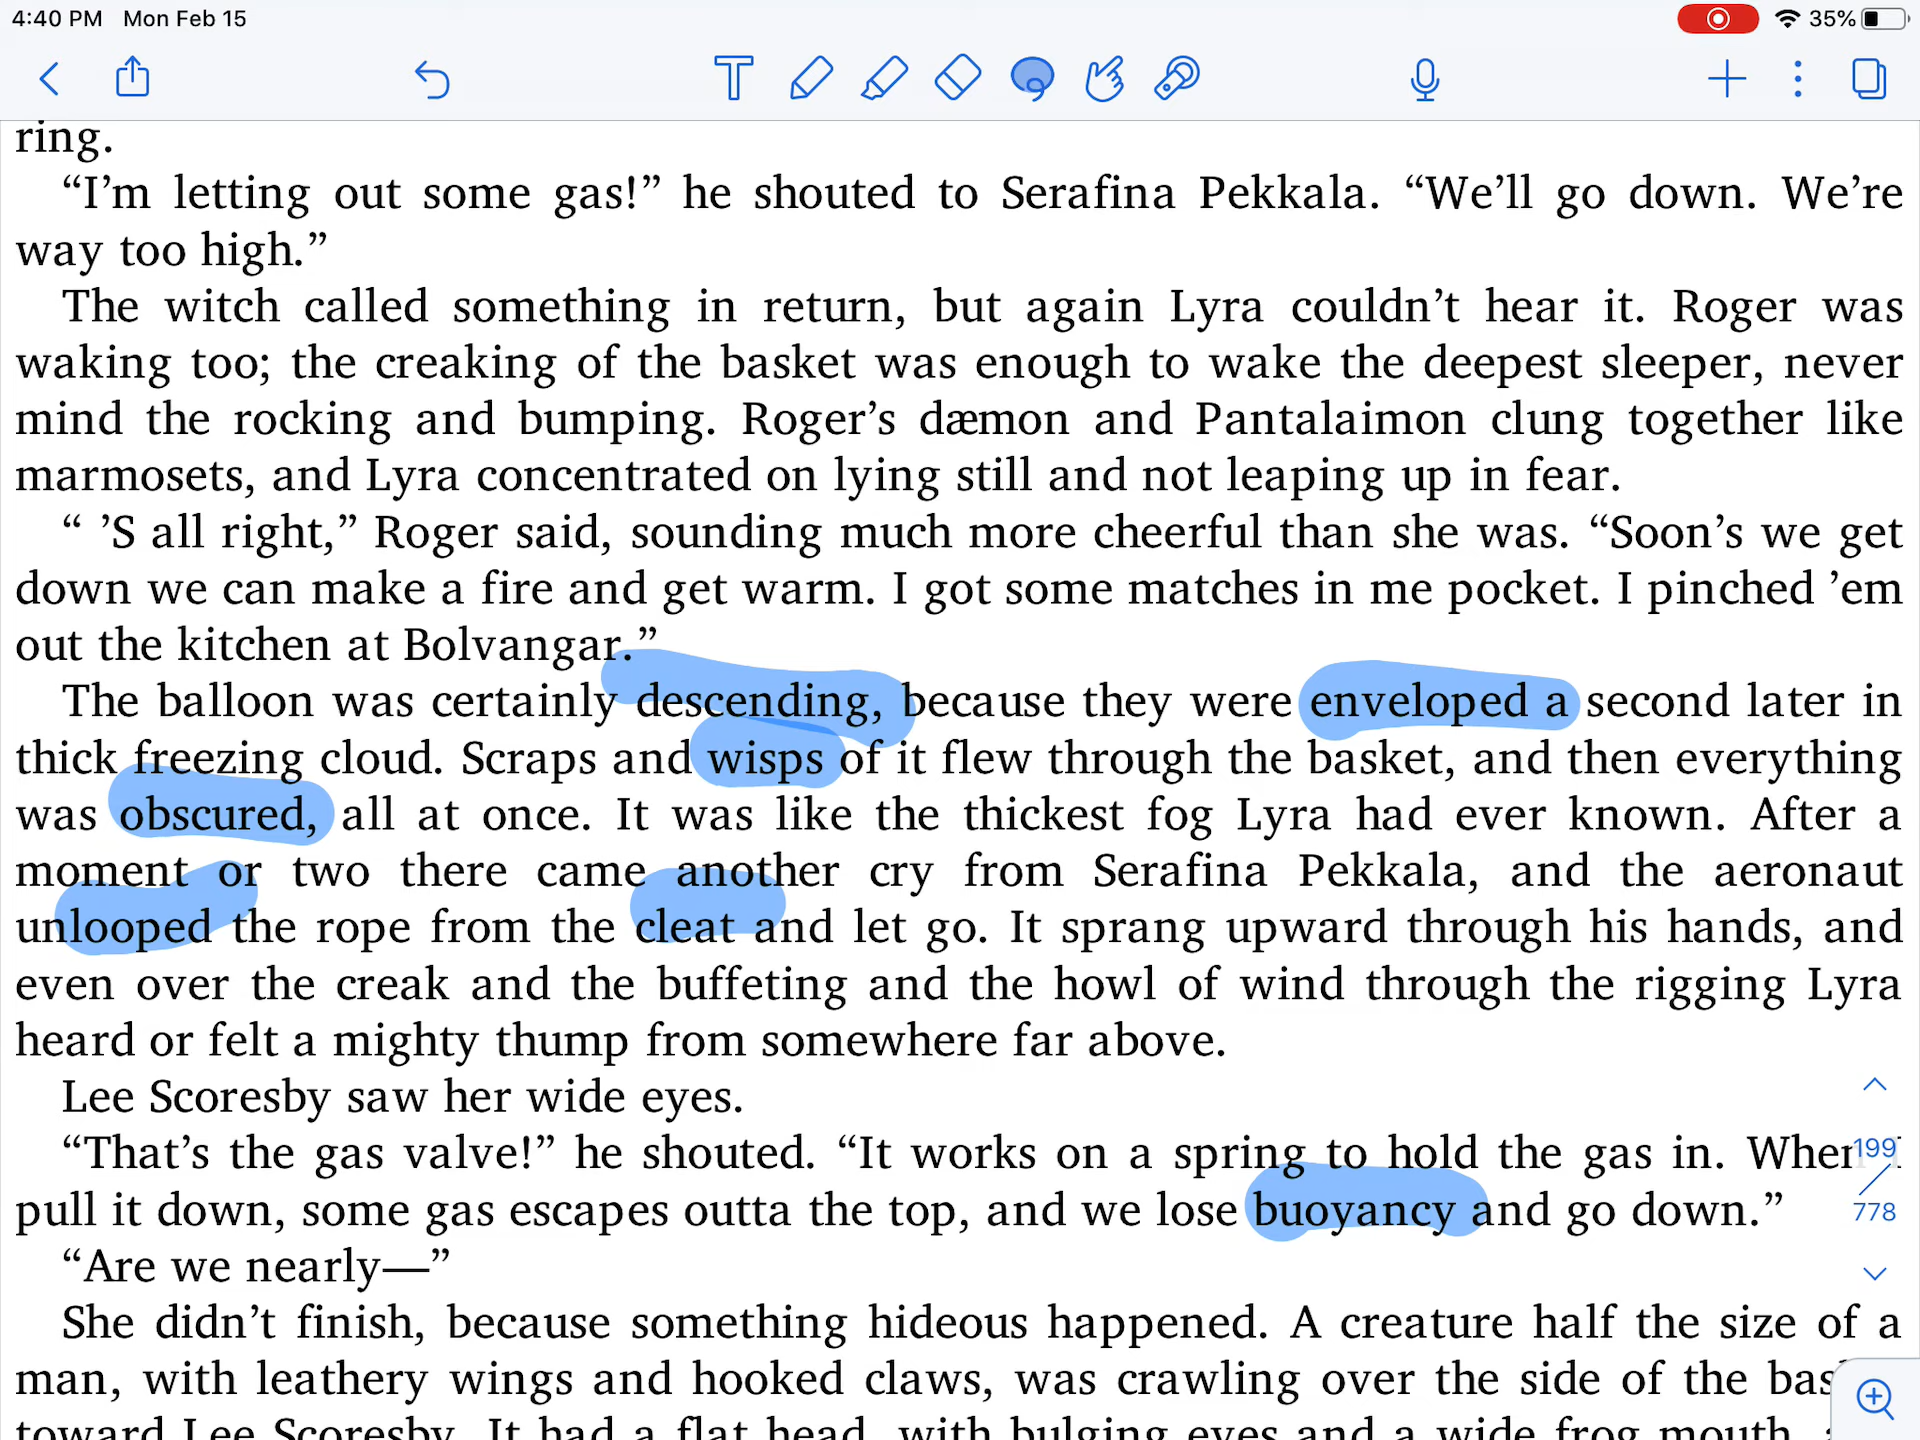 4:40 PM Mon Feb 15
35%
ring.
“I’m letting out some gas!” he shouted to Serafina Pekkala. “We’ll go down. We’re
way too high.”
The witch called something in return, but again Lyra couldn’t hear it. Roger was
waking too; the creaking of the basket was enough to wake the deepest sleeper, never
mind the rocking and bumping. Roger’s dæmon and Pantalaimon clung together like
marmosets, and Lyra concentrated on lying still and not leaping up in fear.
“ ’S all right,” Roger said, sounding much more cheerful than she was. “Soon’s we get
down we can make a fire and get warm. I got some matches in me pocket. I pinched ’em
out the kitchen at Bolvangar.”
The balloon was certainly descending, because they were enveloped a second later in
thick freezing cloud. Scraps and wisps of it flew through the basket, and then everything
was obscured, all at once. It was like the thickest fog Lyra had ever known. After a
moment or two there came another cry from Serafina Pekkala, and the aeronaut
unlooped the rope from the cleat and let go. It sprang upward through his hands, and
even over the creak and the buffeting and the howl of wind through the rigging Lyra
heard or felt a mighty thump from somewhere far above.
Lee Scoresby saw her wide eyes.
“That’s the gas valve!” he shouted. “It works on a spring to hold the gas in. When
pull it down, some gas escapes outta the top, and we lose buoyancy and go down.”
199
778
“Are we nearly—”
She didn’t finish, because something hideous happened. A creature half the size of a
man, with leathery wings and hooked claws, was crawling over the side of the bas
toward Lee Scoresby. It had a flat head, with bulging eyes and a wide frog mouth,